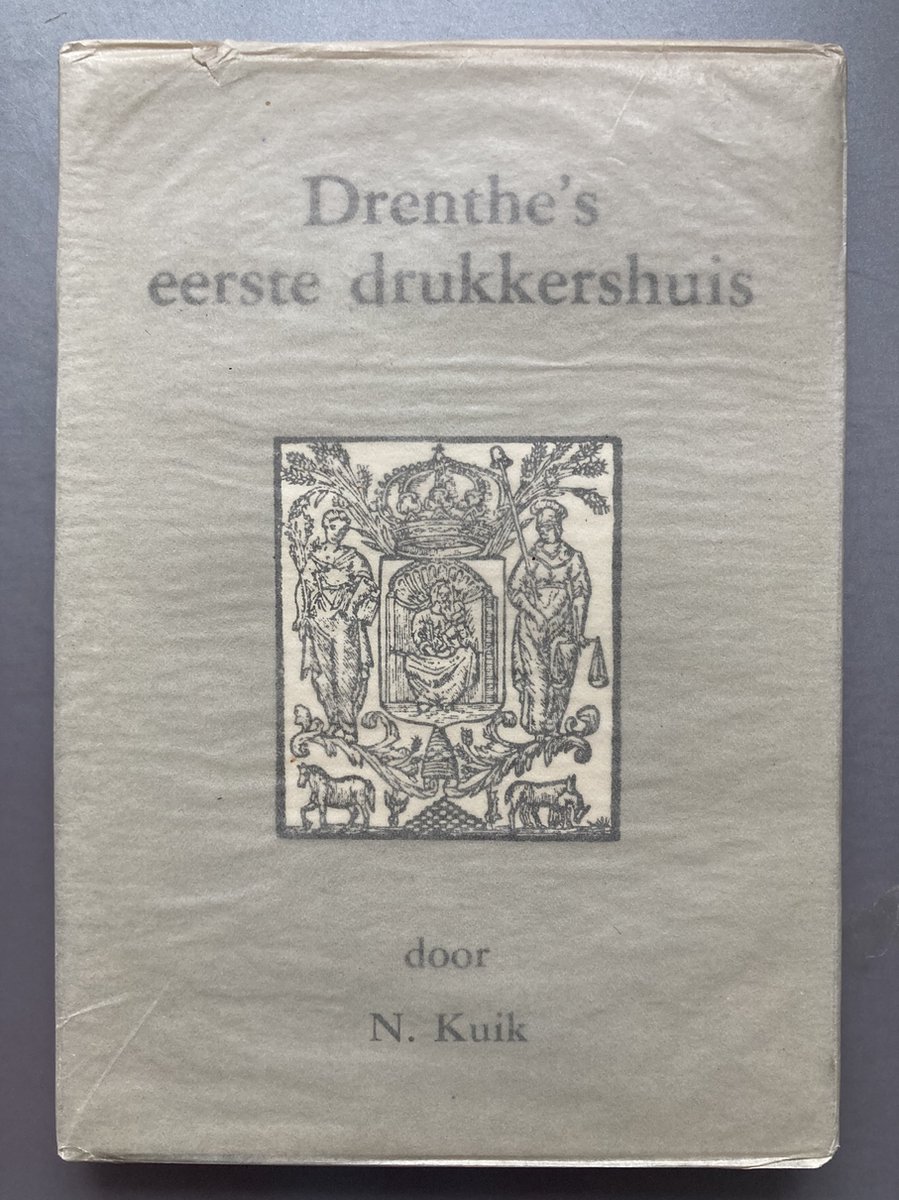 Drenthe's
eerste drukkershuis
door
N. Kuik